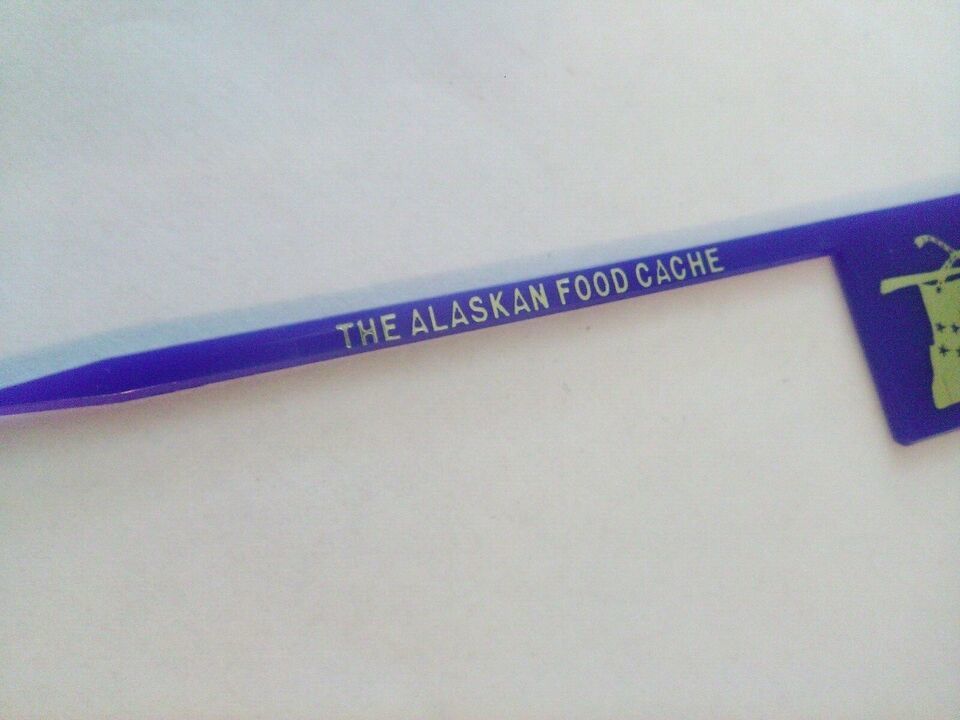 THE ALASKAN FOOD CACHE